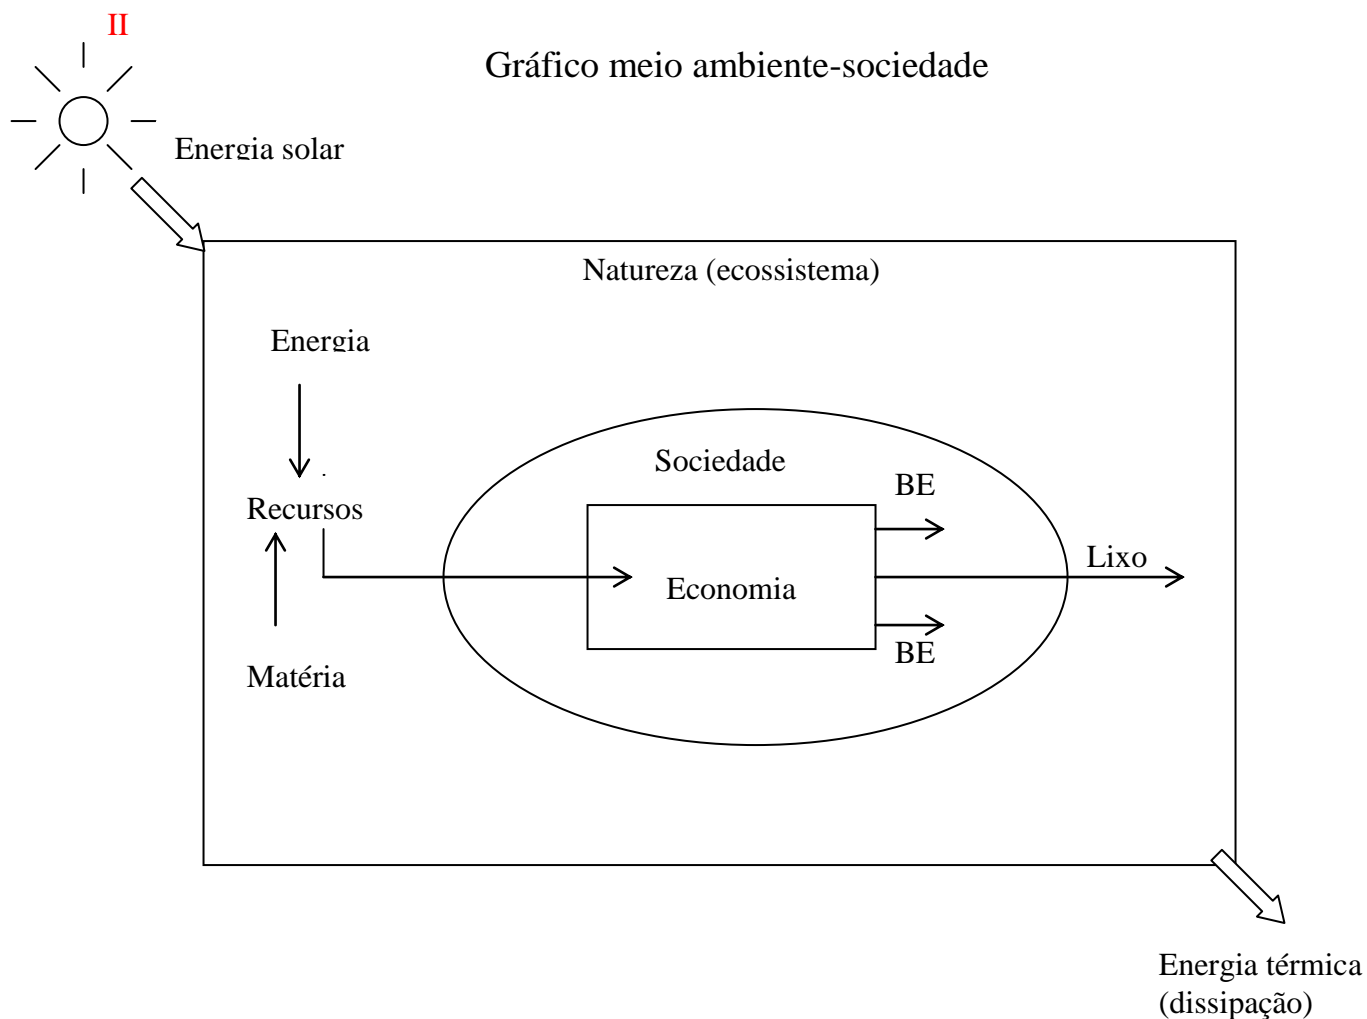 II
Gráfico meio ambiente-sociedade
Energia solar
Natureza (ecossistema)
Energia
Sociedade
BE
Recursos
Lixo
Economia
BE
Matéria
Energia térmica
(dissipação)